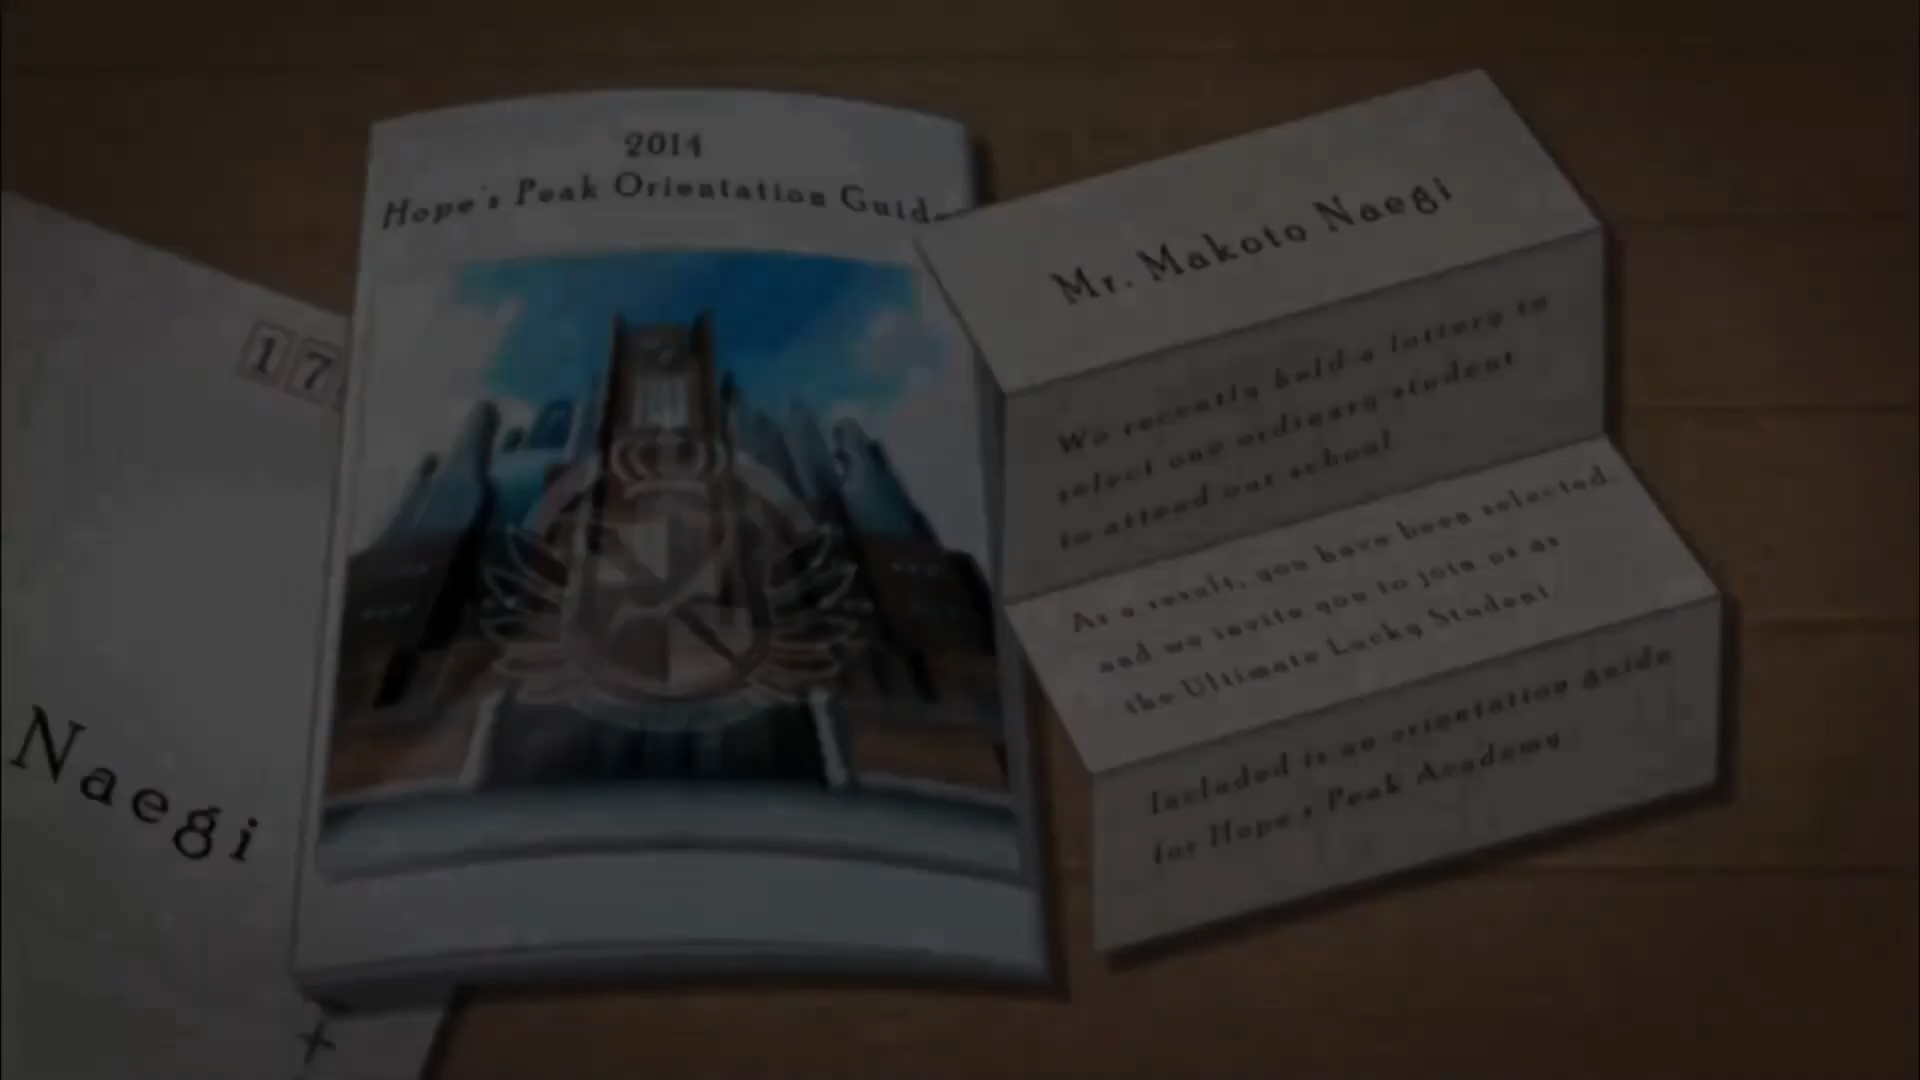 17
Naegi
2014
Hope's Peak Orientation Guide
Mr. Makoto Naegi
We recently held a lottery to
select one ordinary student
to attend our school
As a result, you have been selected,
and we invite you to join us as
the Ultimate Lucky Student.
Included is an orientation guide
for Hope's Peak Academy.